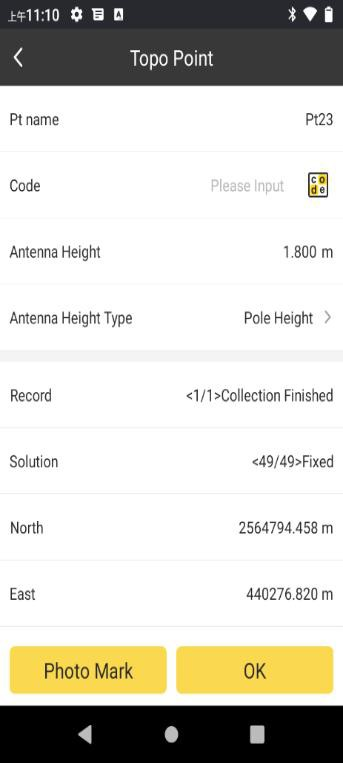 上午11:10
Topo Point
Pt name Pt23
Code Please Input code
Antenna Height 1.800 m
Antenna Height Type Pole Height
Record <1/1>Collection Finished
Solution <49/49>Fixed
North 2564794.458 m
East 440276.820 m
Photo Mark OK